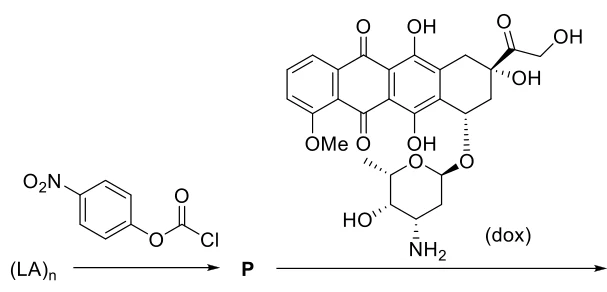 O OH O OH
OH
OMe O OH O
O
HO
NH₂ (dox)
O₂N O
O Cl
(LA)n P